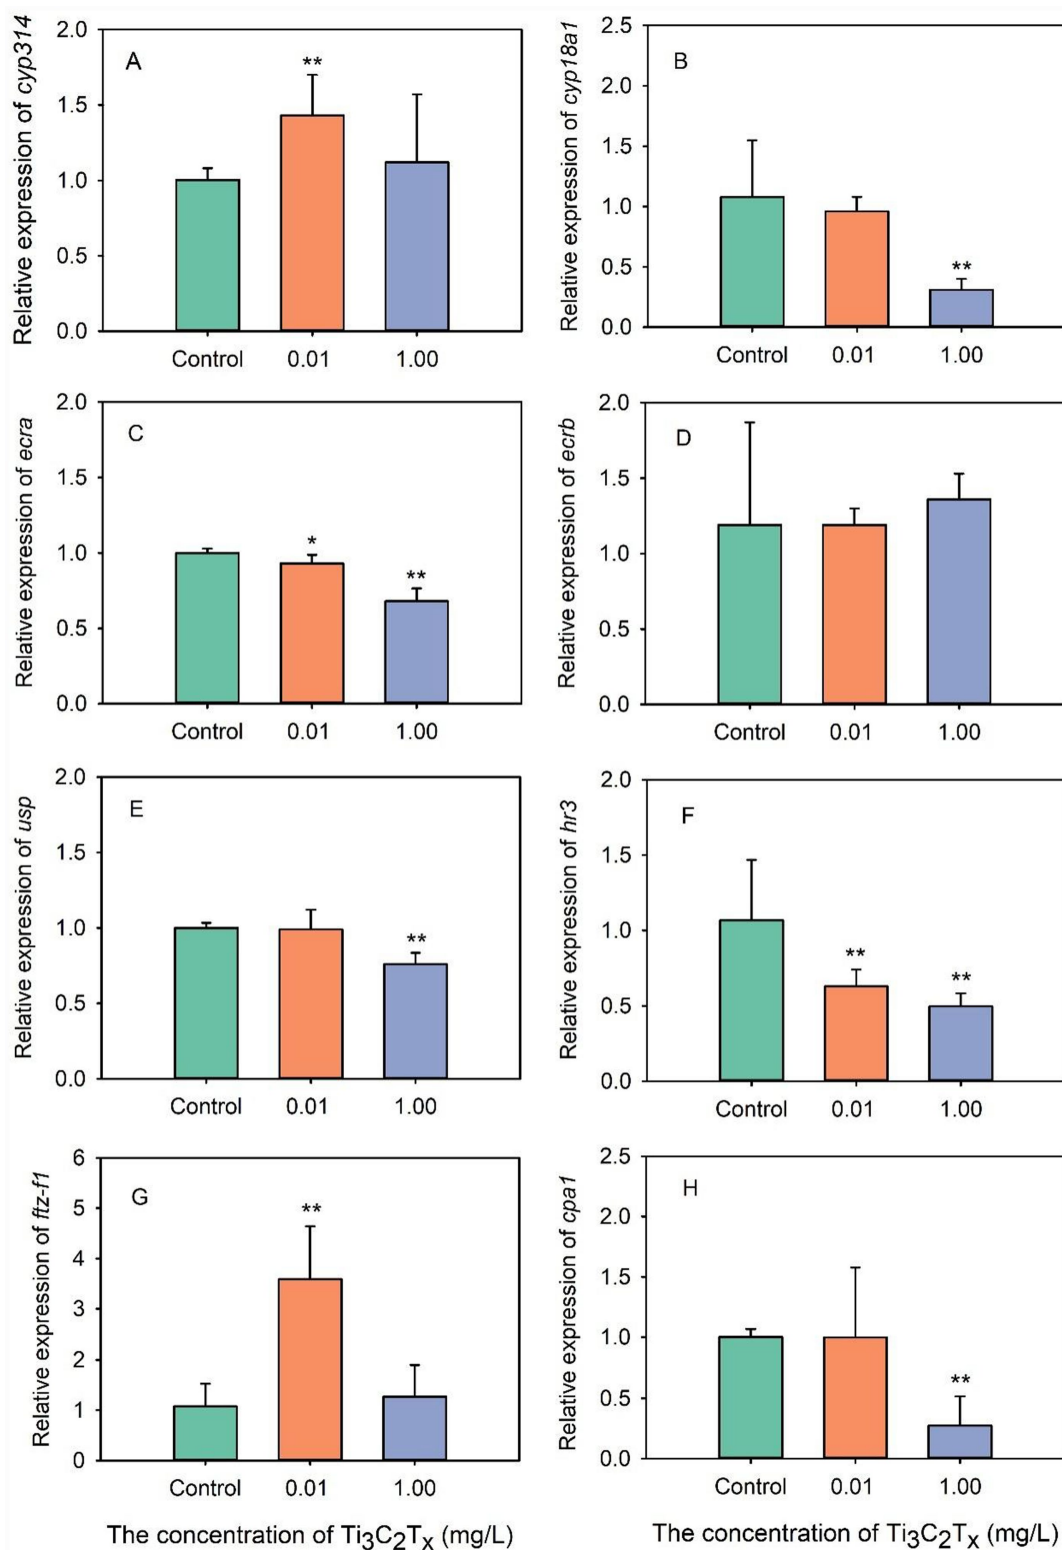 Relative expression of cyp314
A
**
2.0
1.5
1.0
0.5
0.0
Control 0.01 1.00
Relative expression of cyp18a1
B
**
2.5
2.0
1.5
1.0
0.5
0.0
Control 0.01 1.00
Relative expression of ecra
C
*
**
2.0
1.5
1.0
0.5
0.0
Control 0.01 1.00
Relative expression of ecrb
D
2.0
1.5
1.0
0.5
0.0
Control 0.01 1.00
Relative expression of usp
E
**
2.0
1.5
1.0
0.5
0.0
Control 0.01 1.00
Relative expression of hr3
F
**
**
2.0
1.5
1.0
0.5
0.0
Control 0.01 1.00
Relative expression of ftz-f1
G
**
6
5
4
3
2
1
0
Control 0.01 1.00
The concentration of Ti3C2TX (mg/L)
Relative expression of cpa1
H
**
2.5
2.0
1.5
1.0
0.5
0.0
Control 0.01 1.00
The concentration of Ti3C2TX (mg/L)